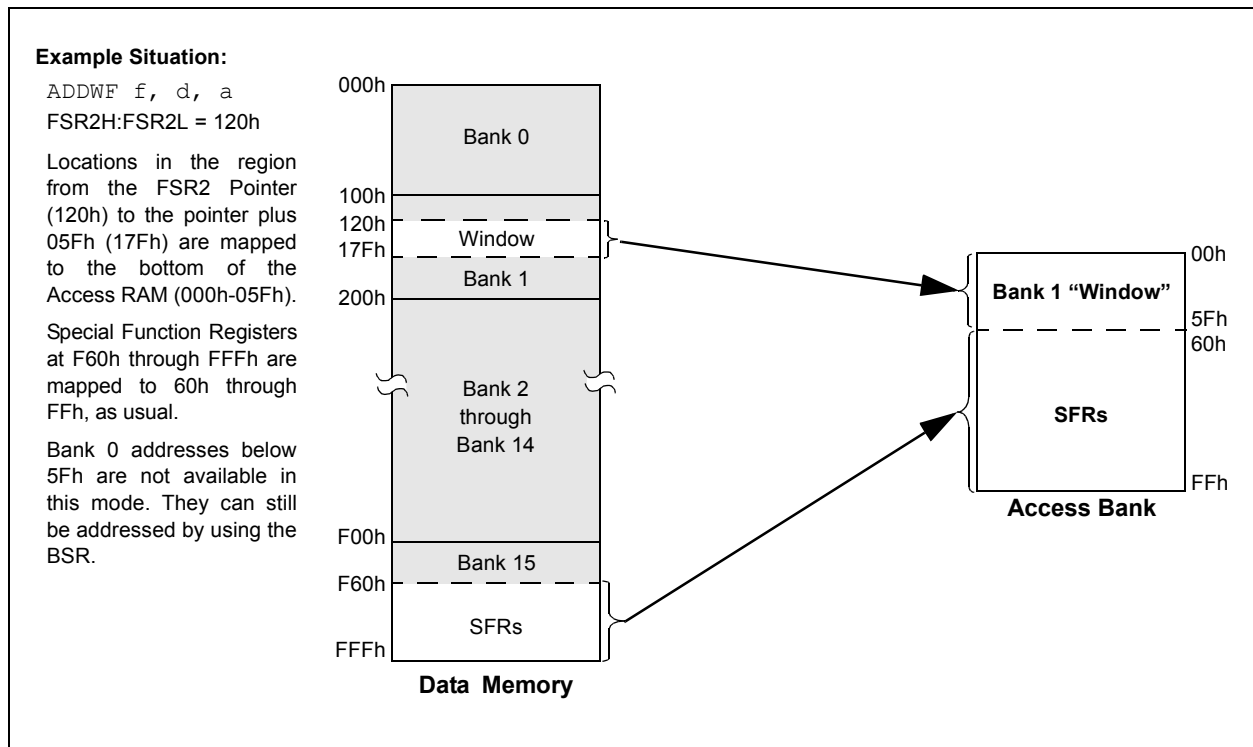 Example Situation:
ADDWF f, d, a
FSR2H:FSR2L = 120h
Locations in the region
from the FSR2 Pointer
(120h) to the pointer plus
05Fh (17Fh) are mapped
to the bottom of the
Access RAM (000h-05Fh).
Special Function Registers
at F60h through FFFh are
mapped to 60h through
FFh, as usual.
Bank 0 addresses below
5Fh are not available in
this mode. They can still
be addressed by using the
BSR.
000h
Bank 0
100h
120h
Window
17Fh
Bank 1
200h
Bank 2
through
Bank 14
F00h
Bank 15
F60h
SFRs
FFFh
Data Memory
00h
Bank 1 “Window”
5Fh
60h
SFRs
FFh
Access Bank